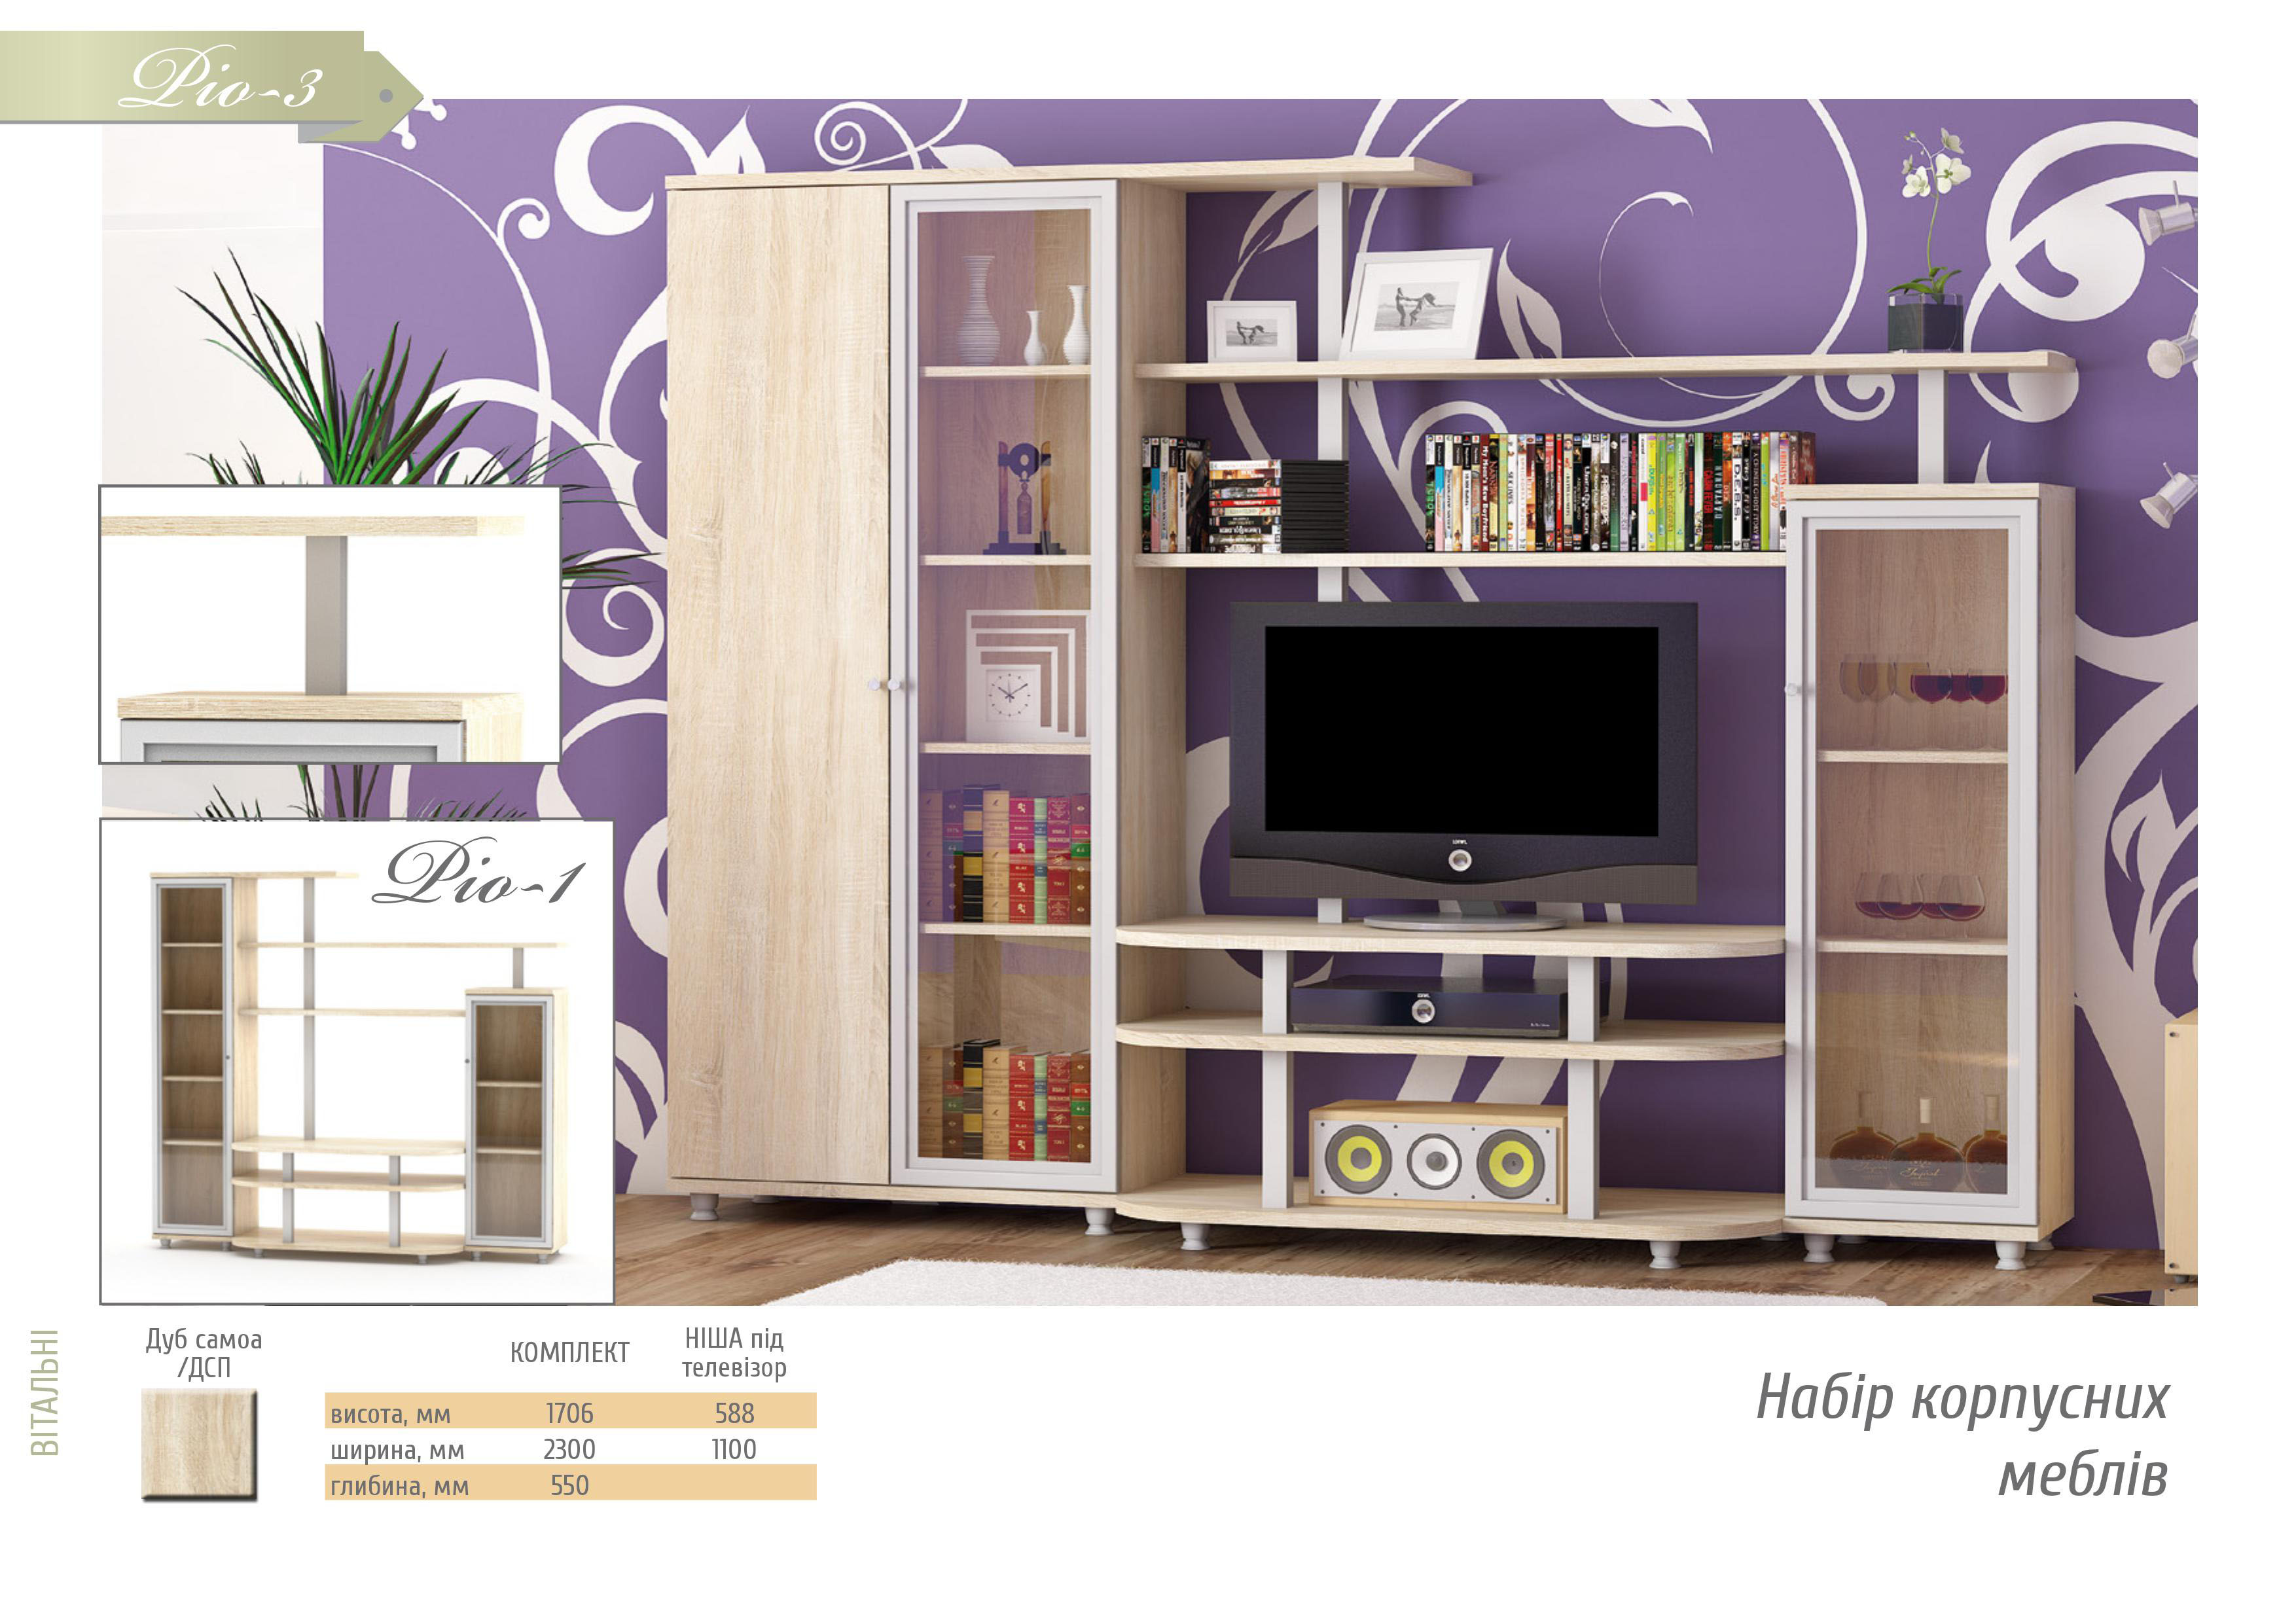 Ріо-3
Ріо-1
ВІТАЛЬНІ
Дуб самоа
/ДСП
КОМПЛЕКТ
НІША під
телевізор
висота, мм 1706 588
ширина, мм 2300 1100
глибина, мм 550
Набір корпусних
меблів